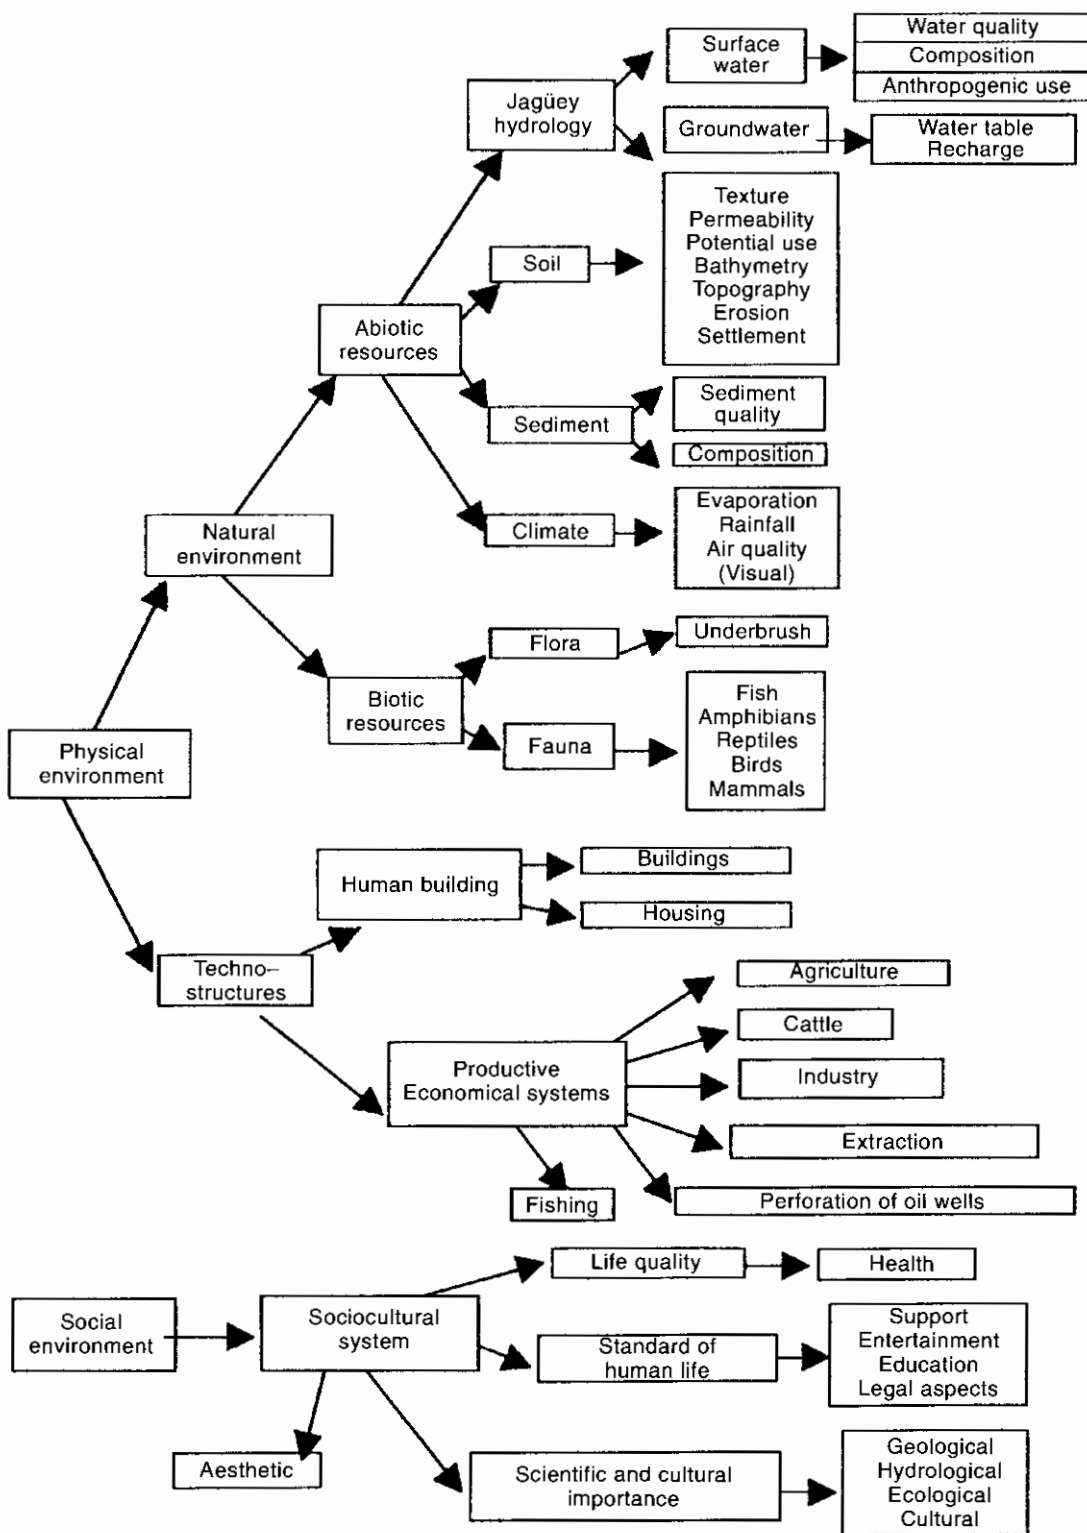 Surface
water
Water quality
Composition
Anthropogenic use
Jagüey
hydrology
Groundwater
Water table
Recharge
Texture
Permeability
Potential use
Bathymetry
Topography
Erosion
Settlement
Soil
Abiotic
resources
Sediment
quality
Sediment
Composition
Evaporation
Rainfall
Air quality
(Visual)
Natural
environment
Climate
Flora
Underbrush
Biotic
resources
Fauna
Fish
Amphibians
Reptiles
Birds
Mammals
Physical
environment
Human building
Buildings
Housing
Techno–
structures
Agriculture
Cattle
Productive
Economical systems
Industry
Extraction
Fishing
Perforation of oil wells
Life quality
Health
Social
environment
Sociocultural
system
Standard of
human life
Support
Entertainment
Education
Legal aspects
Aesthetic
Scientific and cultural
importance
Geological
Hydrological
Ecological
Cultural